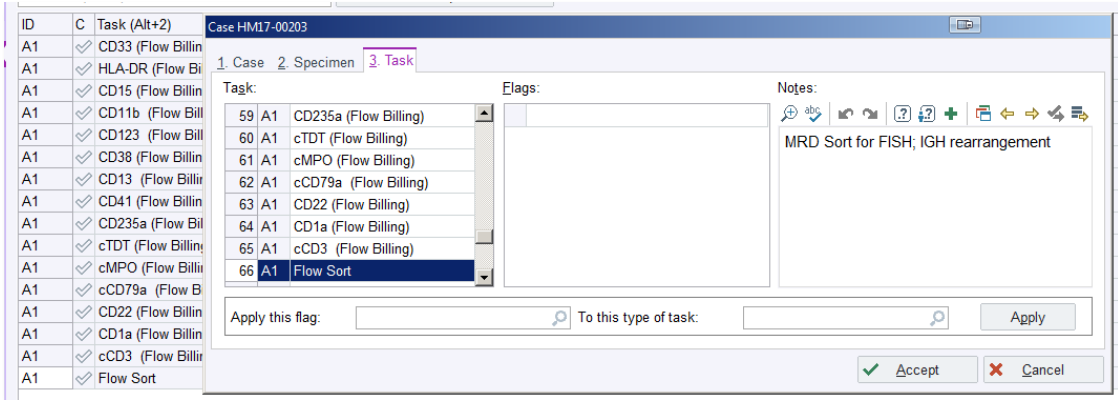 ID C Task (Alt+2)
A1 CD33 (Flow Billin
A1 HLA-DR (Flow Bi
A1 CD15 (Flow Billin
A1 CD11b (Flow Bill
A1 CD123 (Flow Bill
A1 CD38 (Flow Billin
A1 CD13 (Flow Billin
A1 CD41 (Flow Billin
A1 CD235a (Flow Bil
A1 cTDT (Flow Billing
A1 cMPO (Flow Billi
A1 cCD79a (Flow B
A1 CD22 (Flow Billin
A1 CD1a (Flow Billin
A1 cCD3 (Flow Billin
A1 Flow Sort
Case HM17-00203
1. Case 2. Specimen 3. Task
Task: Flags: Notes:
abc
59 A1 CD235a (Flow Billing)
60 A1 cTDT (Flow Billing)
61 A1 cMPO (Flow Billing)
62 A1 cCD79a (Flow Billing)
63 A1 CD22 (Flow Billing)
64 A1 CD1a (Flow Billing)
65 A1 cCD3 (Flow Billing)
66 A1 Flow Sort
MRD Sort for FISH; IGH rearrangement
Apply this flag: To this type of task: Apply
Accept Cancel